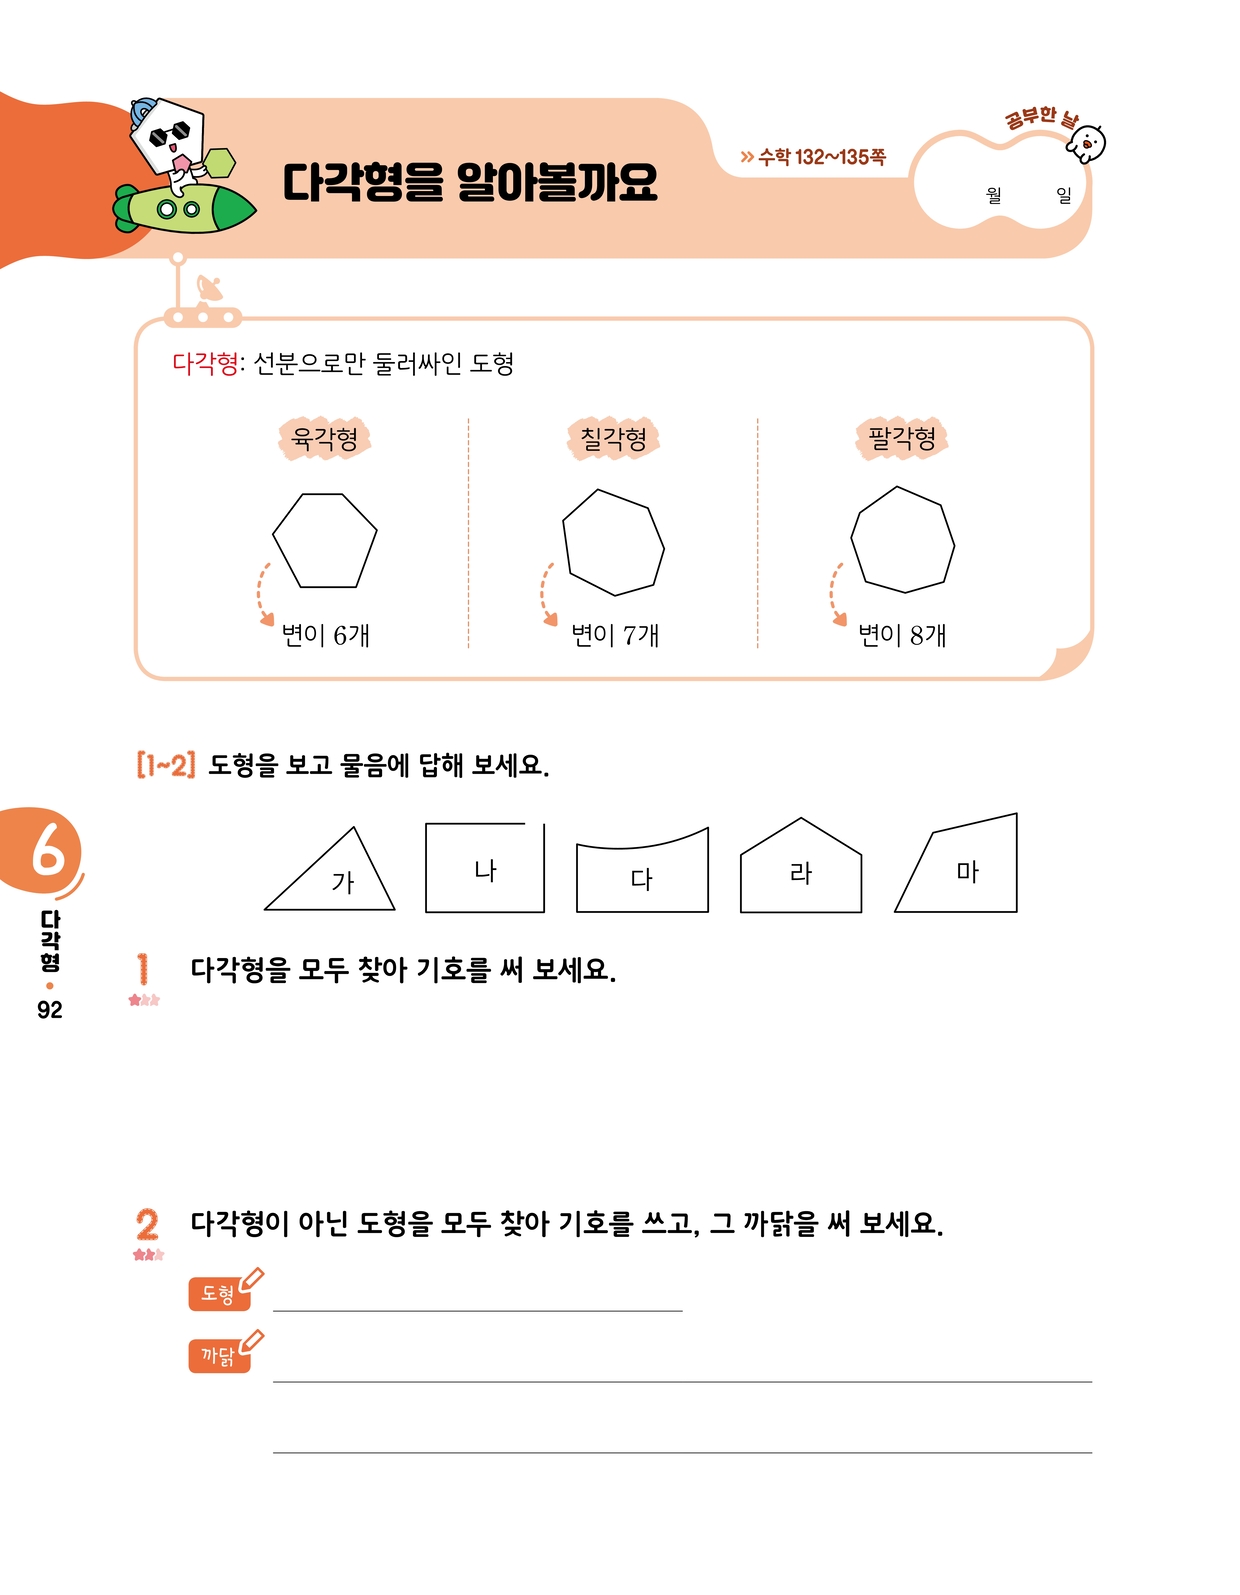 다각형을 알아볼까요
» 수학 132~135쪽
공부한 날
월 일
다각형: 선분으로만 둘러싸인 도형
육각형 칠각형 팔각형
변이 6개 변이 7개 변이 8개
[1~2] 도형을 보고 물음에 답해 보세요.
가 나 다 라 마
1 다각형을 모두 찾아 기호를 써 보세요.
2 다각형이 아닌 도형을 모두 찾아 기호를 쓰고, 그 까닭을 써 보세요.
도형
까닭
6
다각형
•
92